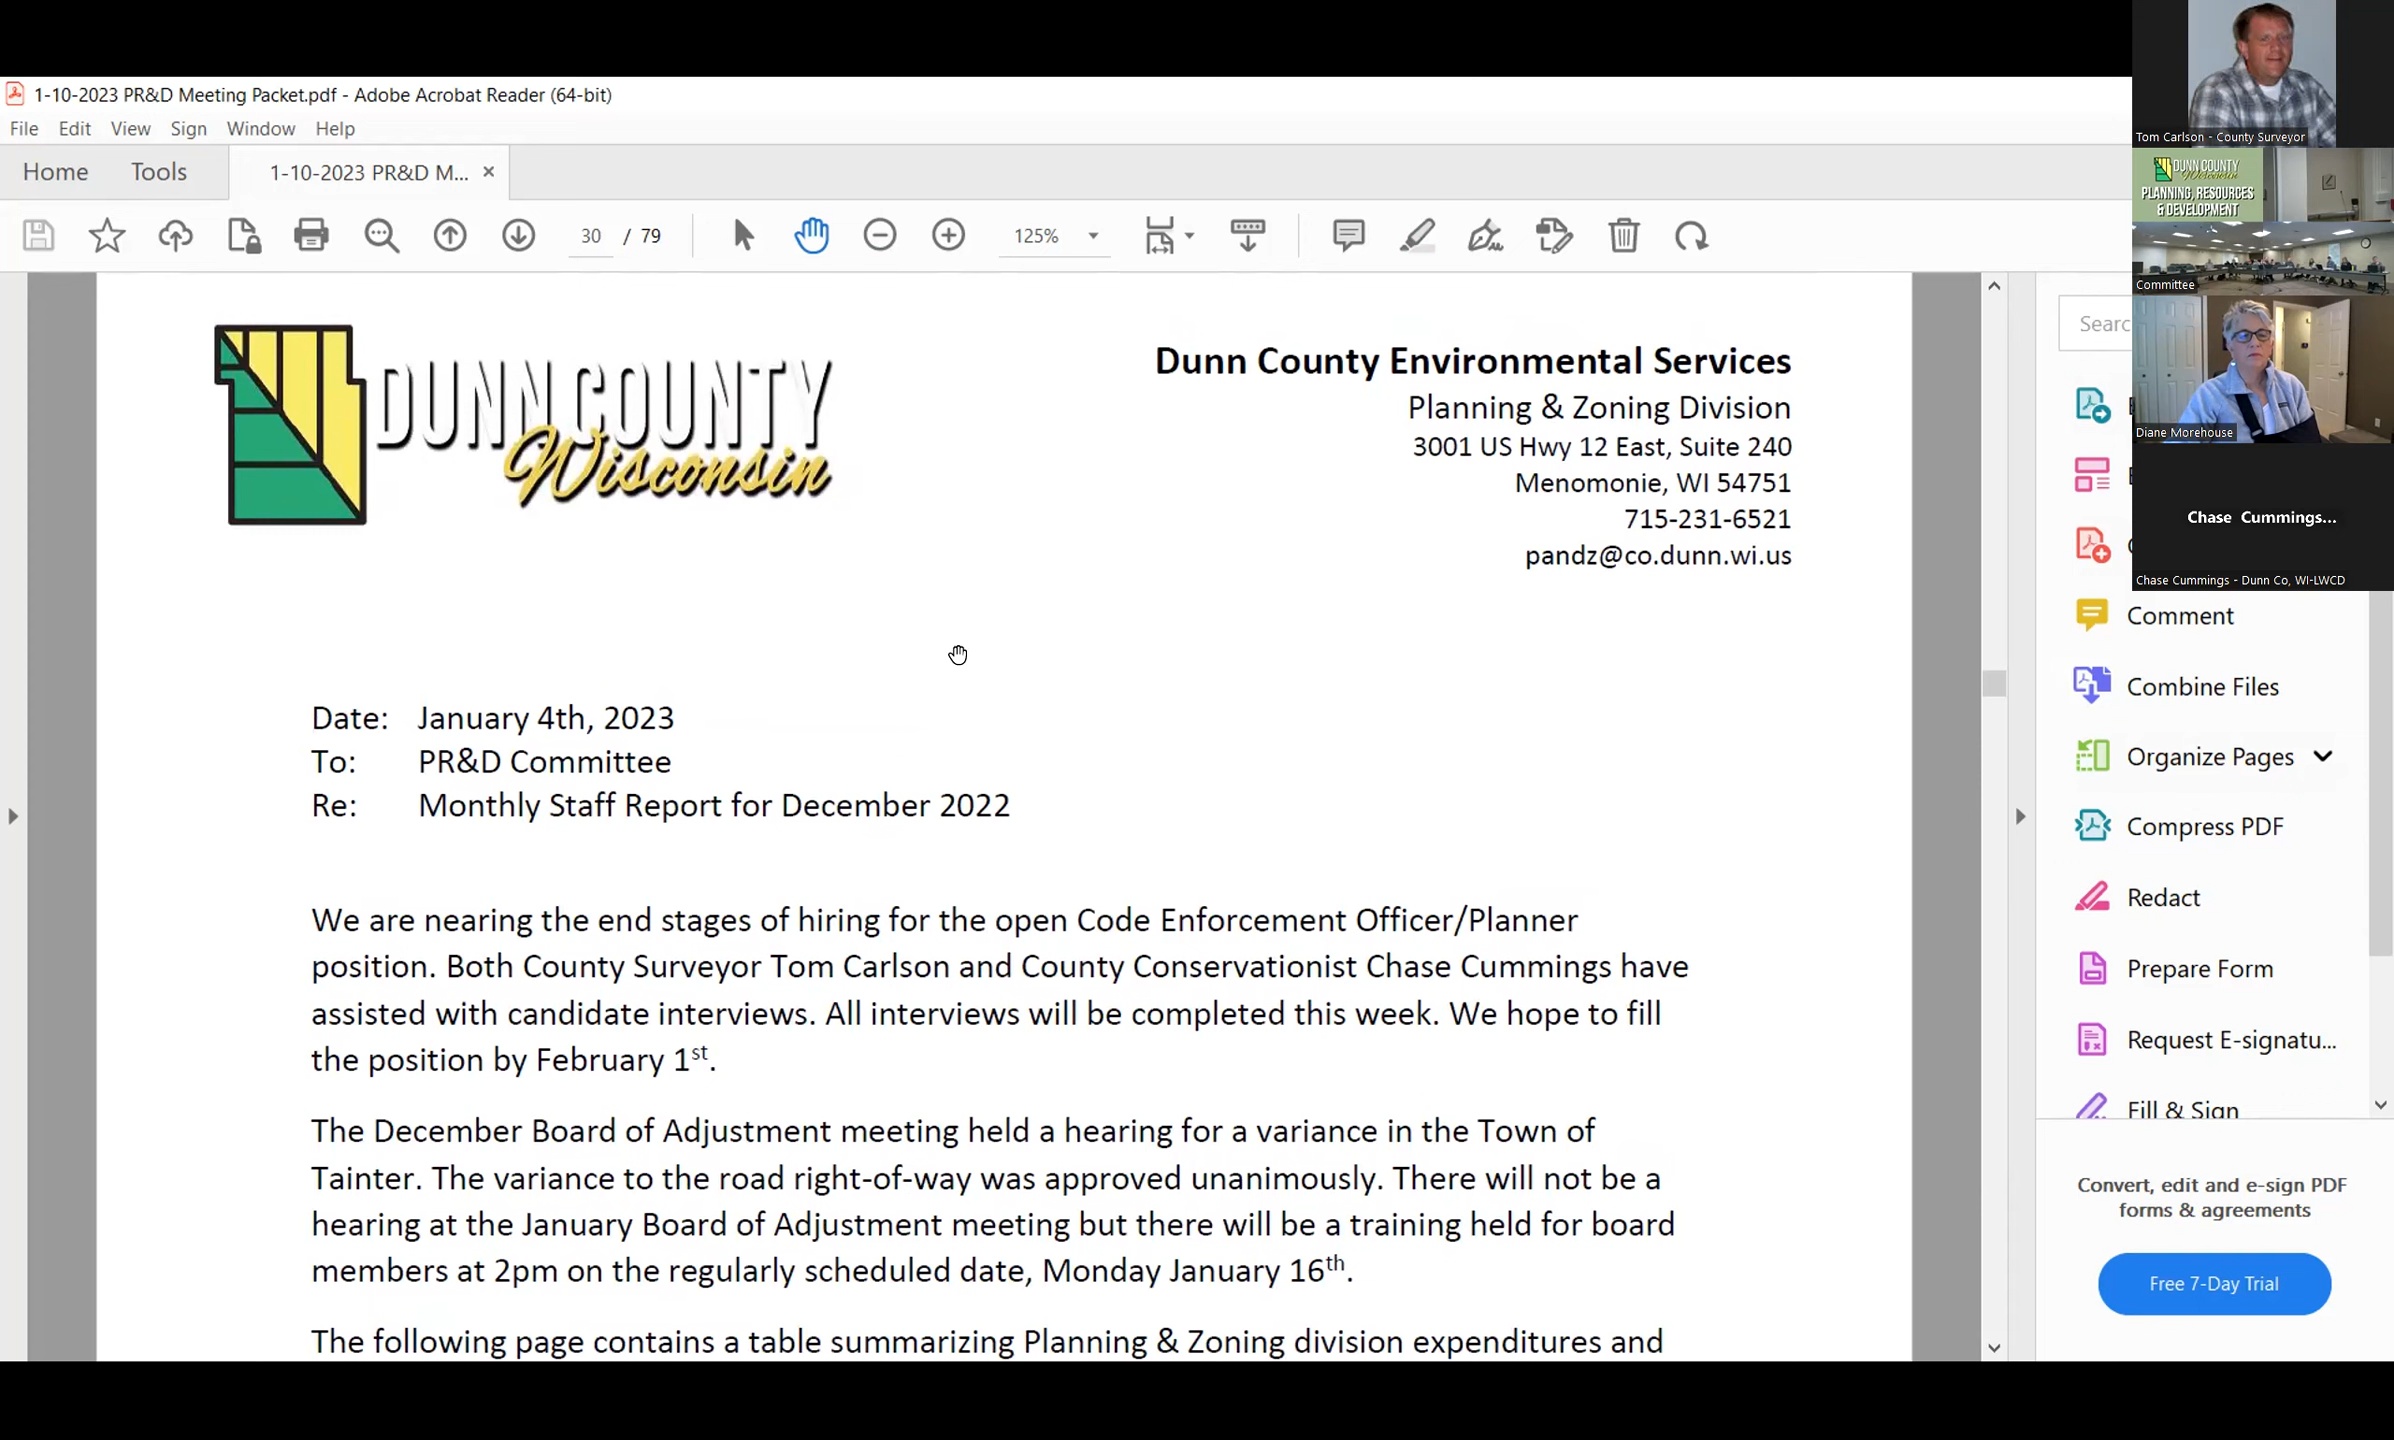 1-10-2023 PR&D Meeting Packet.pdf - Adobe Acrobat Reader (64-bit)
File Edit View Sign Window Help
Home Tools 1-10-2023 PR&D M... ×
30 / 79 125%
DUNN COUNTY
Wisconsin
Dunn County Environmental Services
Planning & Zoning Division
3001 US Hwy 12 East, Suite 240
Menomonie, WI 54751
715-231-6521
pandz@co.dunn.wi.us
Date: January 4th, 2023
To: PR&D Committee
Re: Monthly Staff Report for December 2022
We are nearing the end stages of hiring for the open Code Enforcement Officer/Planner
position. Both County Surveyor Tom Carlson and County Conservationist Chase Cummings have
assisted with candidate interviews. All interviews will be completed this week. We hope to fill
the position by February 1st.
The December Board of Adjustment meeting held a hearing for a variance in the Town of
Tainter. The variance to the road right-of-way was approved unanimously. There will not be a
hearing at the January Board of Adjustment meeting but there will be a training held for board
members at 2pm on the regularly scheduled date, Monday January 16th.
The following page contains a table summarizing Planning & Zoning division expenditures and
Tom Carlson - County Surveyor
DUNN COUNTY
Wisconsin
PLANNING, RESOURCES
& DEVELOPMENT
Committee
Diane Morehouse
Chase Cummings...
Chase Cummings - Dunn Co, WI-LWCD
Searc
Comment
Combine Files
Organize Pages
Compress PDF
Redact
Prepare Form
Request E-signatu...
Fill & Sign
Convert, edit and e-sign PDF
forms & agreements
Free 7-Day Trial